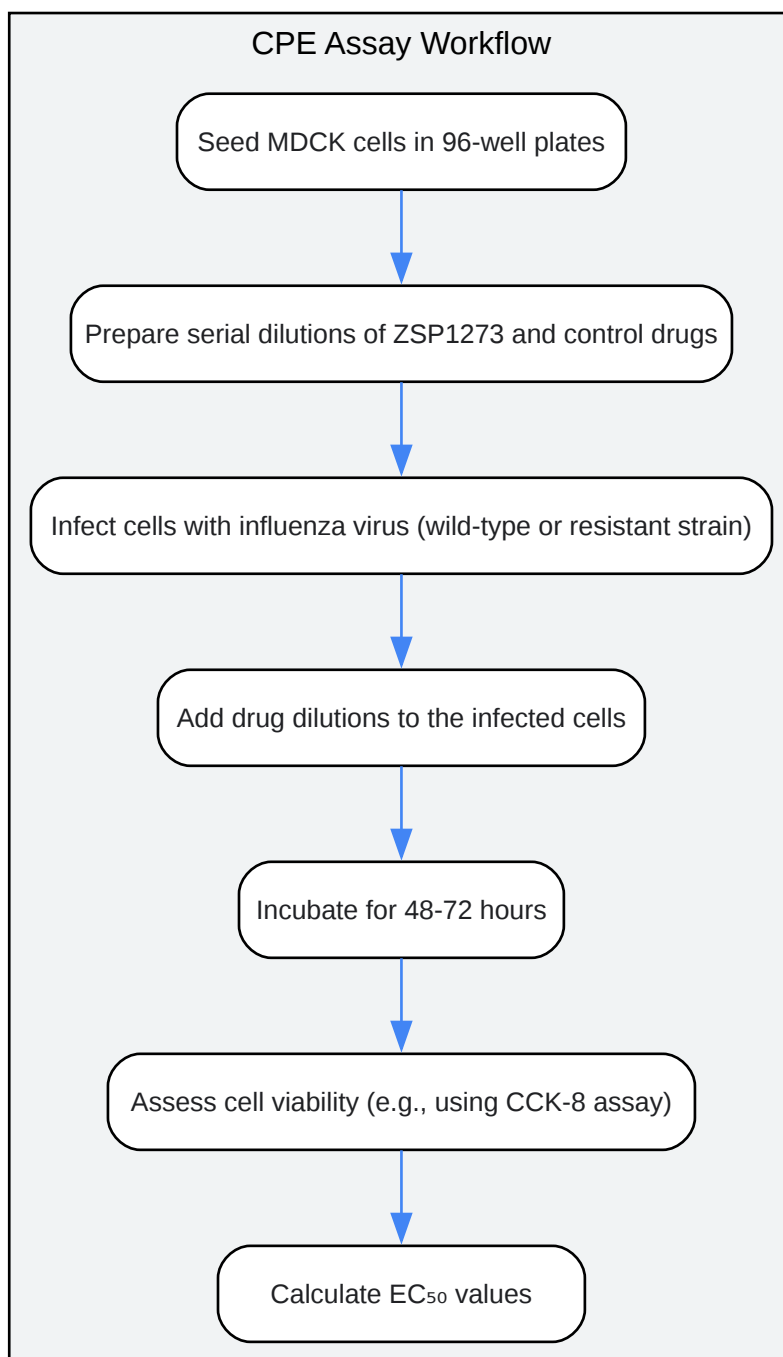 CPE Assay Workflow
Seed MDCK cells in 96-well plates
Prepare serial dilutions of ZSP1273 and control drugs
Infect cells with influenza virus (wild-type or resistant strain)
Add drug dilutions to the infected cells
Incubate for 48-72 hours
Assess cell viability (e.g., using CCK-8 assay)
Calculate EC₅₀ values